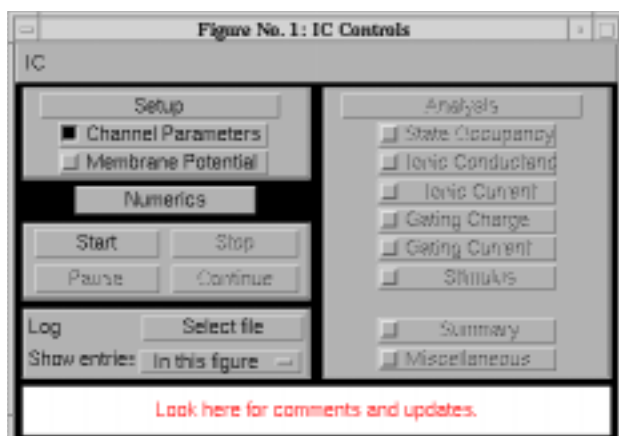 Figure No. 1: IC Controls
IC
Setup
Channel Parameters
Membrane Potential
Numerics
Start Stop
Pause Continue
Log Select file
Show entries In this figure
Analysis
State Occupancy
Ionic Conductanc
Ionic Current
Gating Charge
Gating Current
Stimulus
Summary
Miscellaneous
Look here for comments and updates.